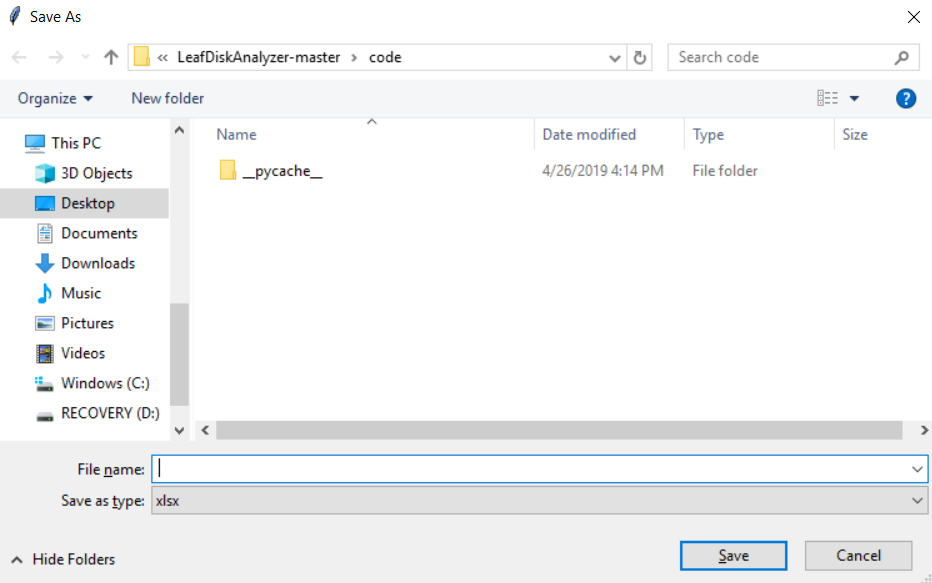 Save As
« LeafDiskAnalyzer-master › code
Search code
Organize
New folder
?
Name
Date modified
Type
Size
__pycache__
4/26/2019 4:14 PM
File folder
This PC
3D Objects
Desktop
Documents
Downloads
Music
Pictures
Videos
Windows (C:)
RECOVERY (D:)
File name:
Save as type: xlsx
Hide Folders
Save
Cancel